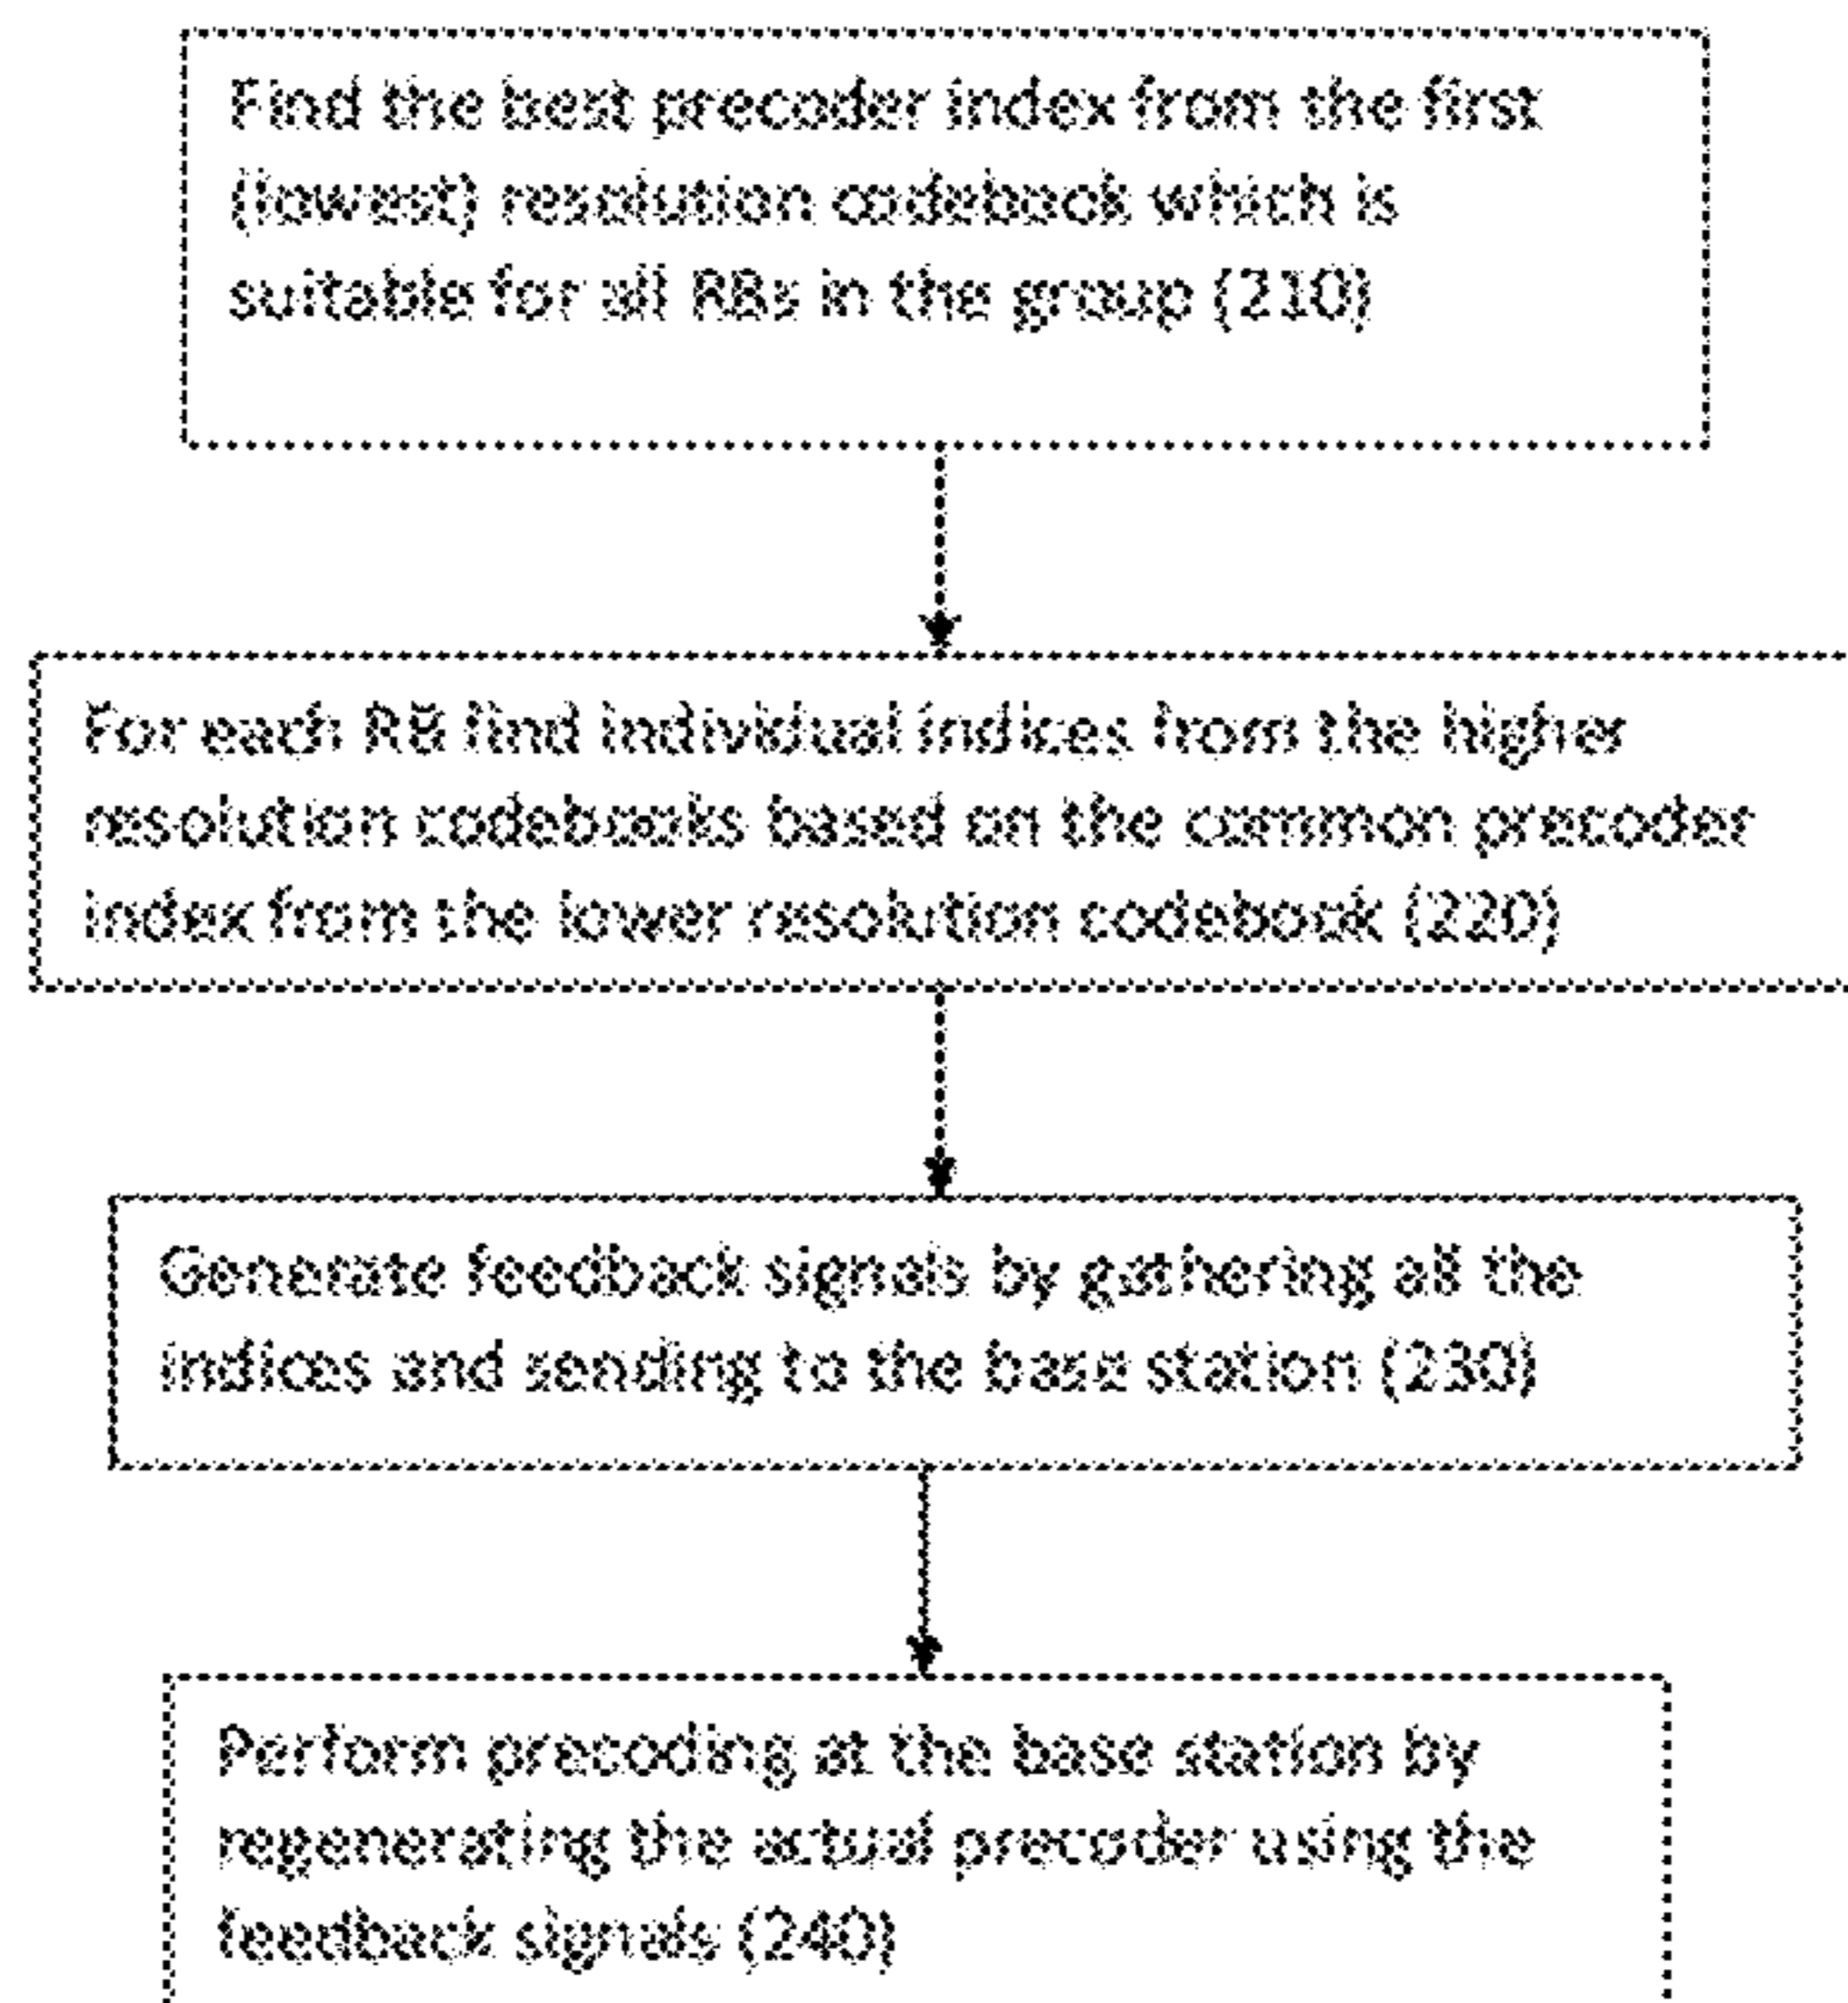 Find the best precoder index from the first
(lowest) resolution codebook which is
suitable for all RBs in the group (210)
For each RB find individual indices from the higher
resolution codebooks based on the common precoder
index from the lower resolution codebook (220)
Generate feedback signals by gathering all the
indices and sending to the base station (230)
Perform precoding at the base station by
regenerating the actual precoder using the
feedback signals (240)